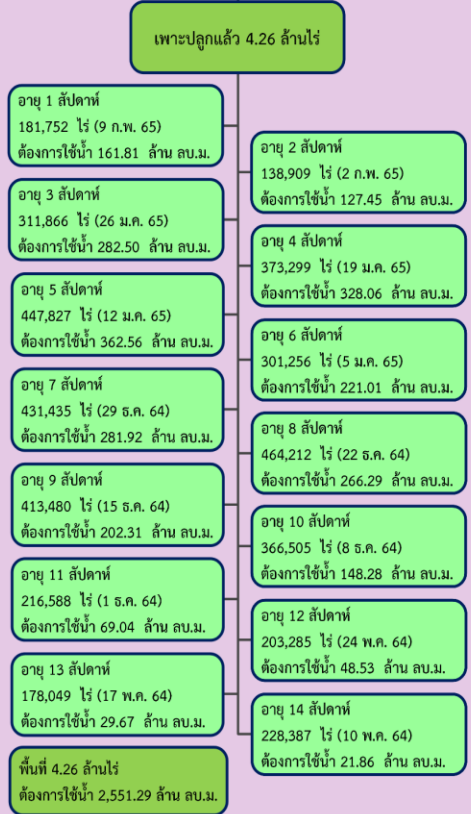 เพาะปลูกแล้ว 4.26 ล้านไร่
อายุ 1 สัปดาห์
181,752 ไร่ (9 ก.พ. 65)
ต้องการใช้น้ำ 161.81 ล้าน ลบ.ม.
อายุ 2 สัปดาห์
138,909 ไร่ (2 ก.พ. 65)
ต้องการใช้น้ำ 127.45 ล้าน ลบ.ม.
อายุ 3 สัปดาห์
311,866 ไร่ (26 ม.ค. 65)
ต้องการใช้น้ำ 282.50 ล้าน ลบ.ม.
อายุ 4 สัปดาห์
373,299 ไร่ (19 ม.ค. 65)
ต้องการใช้น้ำ 328.06 ล้าน ลบ.ม.
อายุ 5 สัปดาห์
447,827 ไร่ (12 ม.ค. 65)
ต้องการใช้น้ำ 362.56 ล้าน ลบ.ม.
อายุ 6 สัปดาห์
301,256 ไร่ (5 ม.ค. 65)
ต้องการใช้น้ำ 221.01 ล้าน ลบ.ม.
อายุ 7 สัปดาห์
431,435 ไร่ (29 ธ.ค. 64)
ต้องการใช้น้ำ 281.92 ล้าน ลบ.ม.
อายุ 8 สัปดาห์
464,212 ไร่ (22 ธ.ค. 64)
ต้องการใช้น้ำ 266.29 ล้าน ลบ.ม.
อายุ 9 สัปดาห์
413,480 ไร่ (15 ธ.ค. 64)
ต้องการใช้น้ำ 202.31 ล้าน ลบ.ม.
อายุ 10 สัปดาห์
366,505 ไร่ (8 ธ.ค. 64)
ต้องการใช้น้ำ 148.28 ล้าน ลบ.ม.
อายุ 11 สัปดาห์
216,588 ไร่ (1 ธ.ค. 64)
ต้องการใช้น้ำ 69.04 ล้าน ลบ.ม.
อายุ 12 สัปดาห์
203,285 ไร่ (24 พ.ค. 64)
ต้องการใช้น้ำ 48.53 ล้าน ลบ.ม.
อายุ 13 สัปดาห์
178,049 ไร่ (17 พ.ค. 64)
ต้องการใช้น้ำ 29.67 ล้าน ลบ.ม.
อายุ 14 สัปดาห์
228,387 ไร่ (10 พ.ค. 64)
ต้องการใช้น้ำ 21.86 ล้าน ลบ.ม.
พื้นที่ 4.26 ล้านไร่
ต้องการใช้น้ำ 2,551.29 ล้าน ลบ.ม.